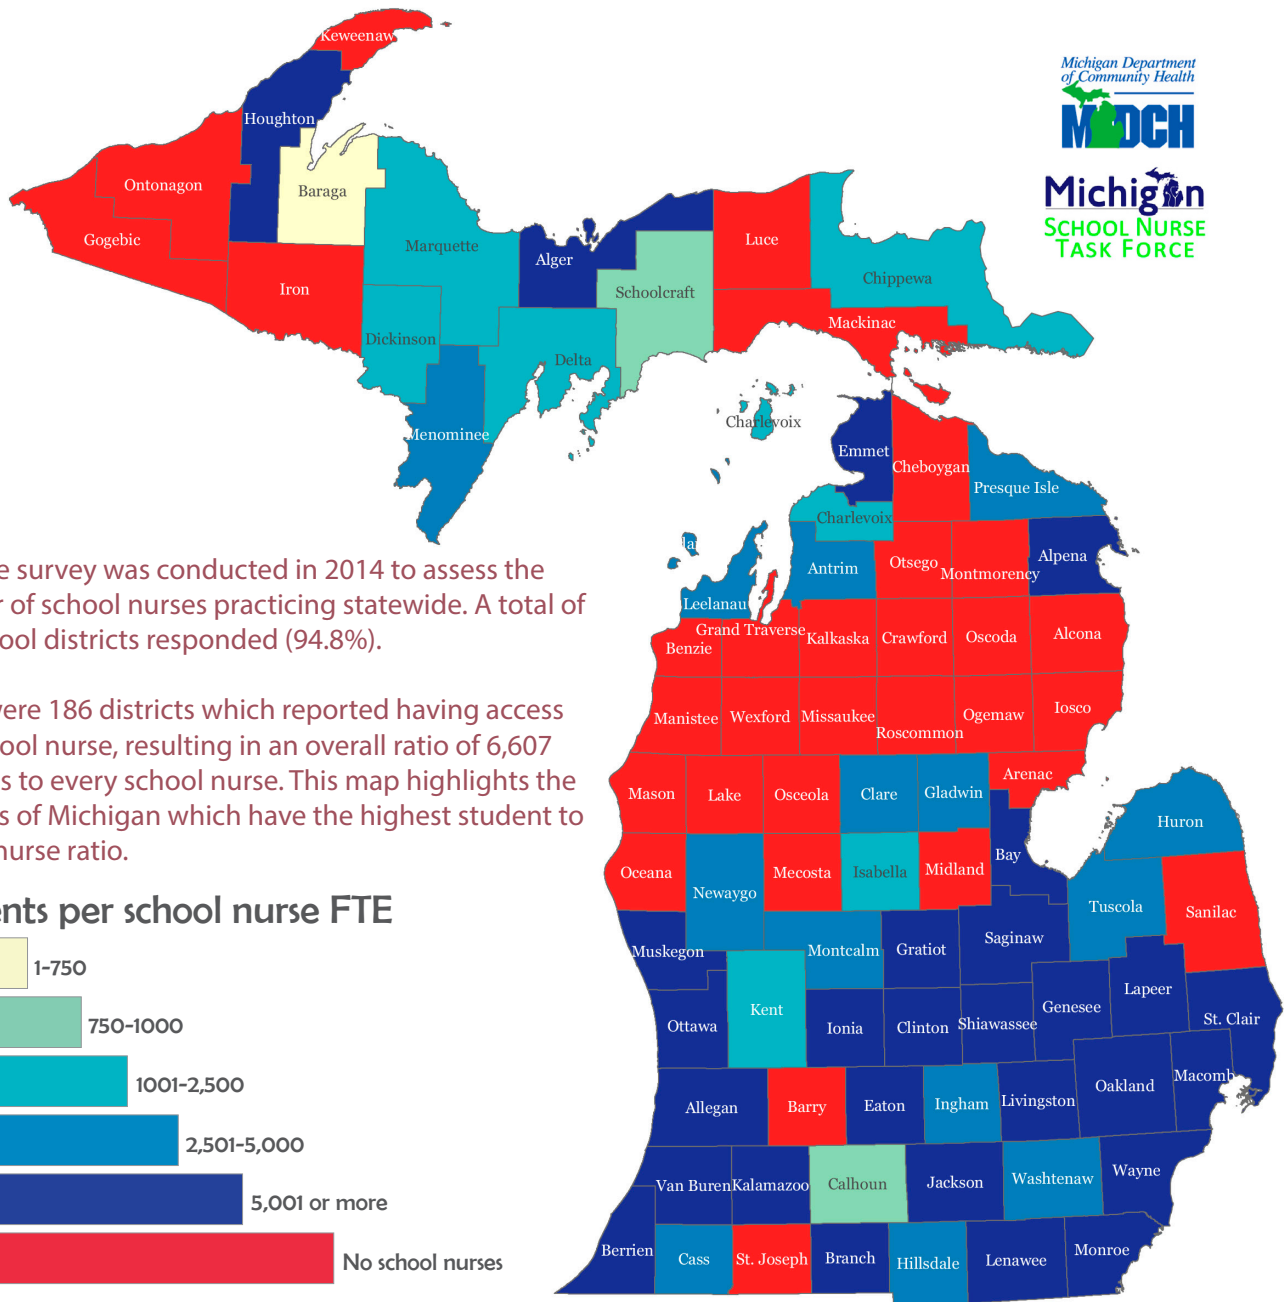 Keweenaw
Michigan Department
of Community Health
MDCH
Houghton
Ontonagon
Baraga
Michigan
SCHOOL NURSE
TASK FORCE
Gogebic
Marquette
Alger
Luce
Iron
Schoolcraft
Chippewa
Mackinac
Dickinson
Delta
Menominee
Charlevoix
Emmet
Cheboygan
Presque Isle
Charlevoix
Antrim
Otsego
Montmorency
Alpena
Leelanau
e survey was conducted in 2014 to assess the
r of school nurses practicing statewide. A total of
ool districts responded (94.8%).
Grand Traverse
Benzie
Kalkaska
Crawford
Oscoda
Alcona
vere 186 districts which reported having access
ool nurse, resulting in an overall ratio of 6,607
s to every school nurse. This map highlights the
s of Michigan which have the highest student to
nurse ratio.
Manistee
Wexford
Missaukee
Roscommon
Ogemaw
Iosco
Arenac
Mason
Lake
Osceola
Clare
Gladwin
Huron
Oceana
Newaygo
Mecosta
Isabella
Midland
Bay
Tuscola
Sanilac
Muskegon
Montcalm
Gratiot
Saginaw
Ottawa
Kent
Ionia
Clinton
Shiawassee
Genesee
Lapeer
St. Clair
Allegan
Barry
Eaton
Ingham
Livingston
Oakland
Macomb
Van Buren
Kalamazoo
Calhoun
Jackson
Washtenaw
Wayne
Berrien
Cass
St. Joseph
Branch
Hillsdale
Lenawee
Monroe
ents per school nurse FTE
1-750
750-1000
1001-2,500
2,501-5,000
5,001 or more
No school nurses